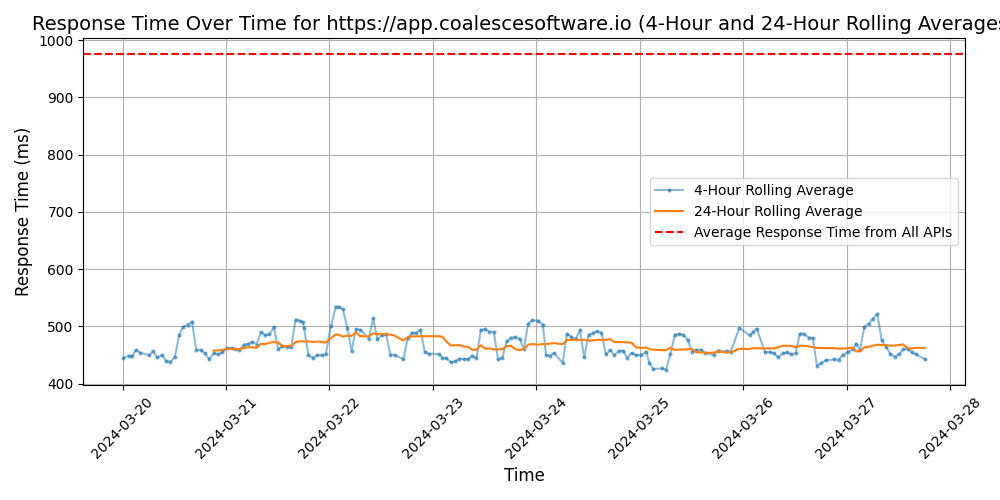 Response Time Over Time for https://app.coalescesoftware.io (4-Hour and 24-Hour Rolling Averages
1000
900
800
700
600
500
400
Response Time (ms)
4-Hour Rolling Average
24-Hour Rolling Average
Average Response Time from All APIs
2024-03-20
2024-03-21
2024-03-22
2024-03-23
2024-03-24
2024-03-25
2024-03-26
2024-03-27
2024-03-28
Time